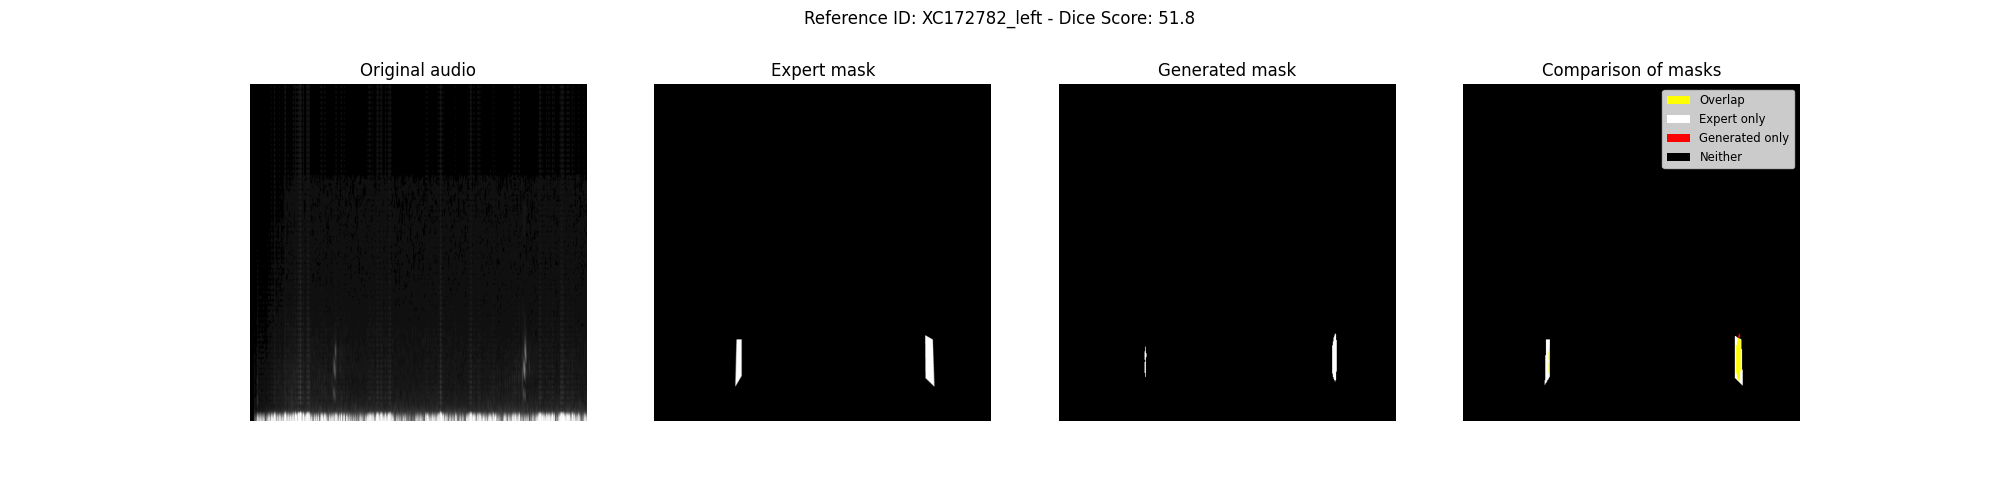 Reference ID: XC172782_left - Dice Score: 51.8
Original audio
Expert mask
Generated mask
Comparison of masks
Overlap
Expert only
Generated only
Neither